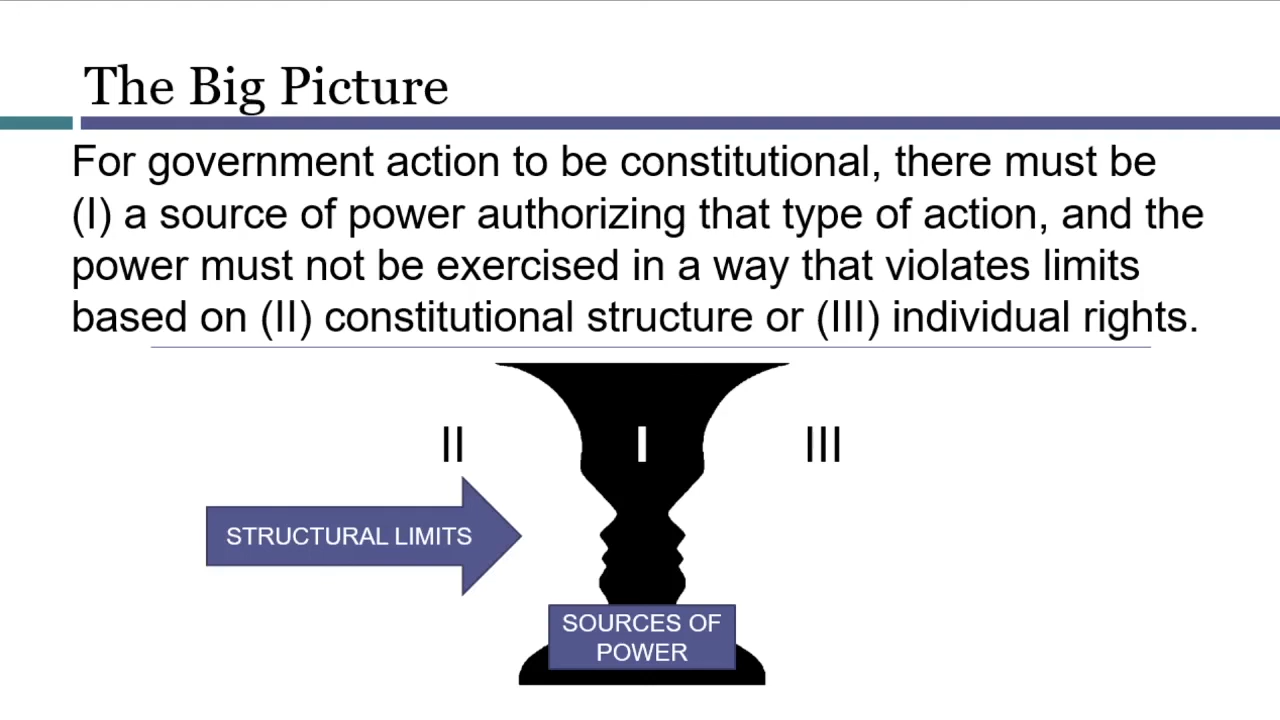 The Big Picture
For government action to be constitutional, there must be
(I) a source of power authorizing that type of action, and the
power must not be exercised in a way that violates limits
based on (II) constitutional structure or (III) individual rights.
II
I
III
STRUCTURAL LIMITS
SOURCES OF
POWER